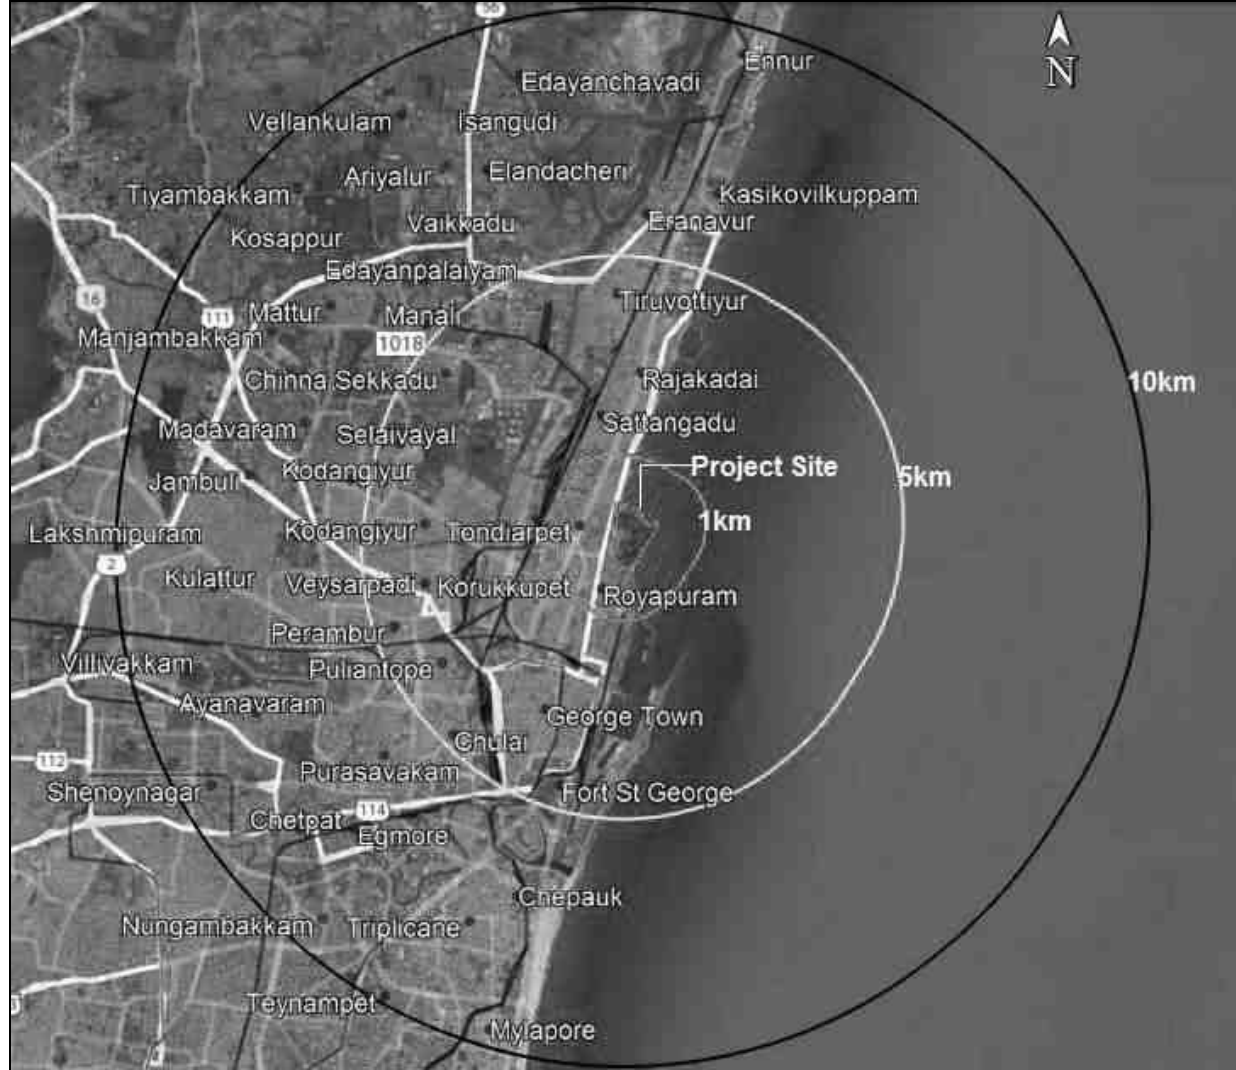 56
Ennur
N
Edayanchavadi
Vellankulam
Isangudi
Ariyalur
Elandacheri
Tiyambakkam
Kasikovilkuppam
Vaikkadu
Eranavur
Kosappur
Edayanpalaiyam
16
Tiruvottiyur
111
Mattur
Manali
Manjambakkam
1018
Chinna Sekkadu
Rajakadai
10km
Sattangadu
Madavaram
Selaivayal
Project Site
Kodangiyur
5km
Jambuli
1km
Lakshmipuram
Kodangiyur
Tondiarpet
2
Kulattur
Veysarpadi
Korukkupet
Royapuram
Perambur
Villivakkam
Puliantope
Ayanavaram
George Town
Chulai
112
Purasavakam
Shenoynagar
Fort St George
114
Chetpat
Egmore
Chepauk
Nungambakkam
Triplicane
Teynampet
Mylapore